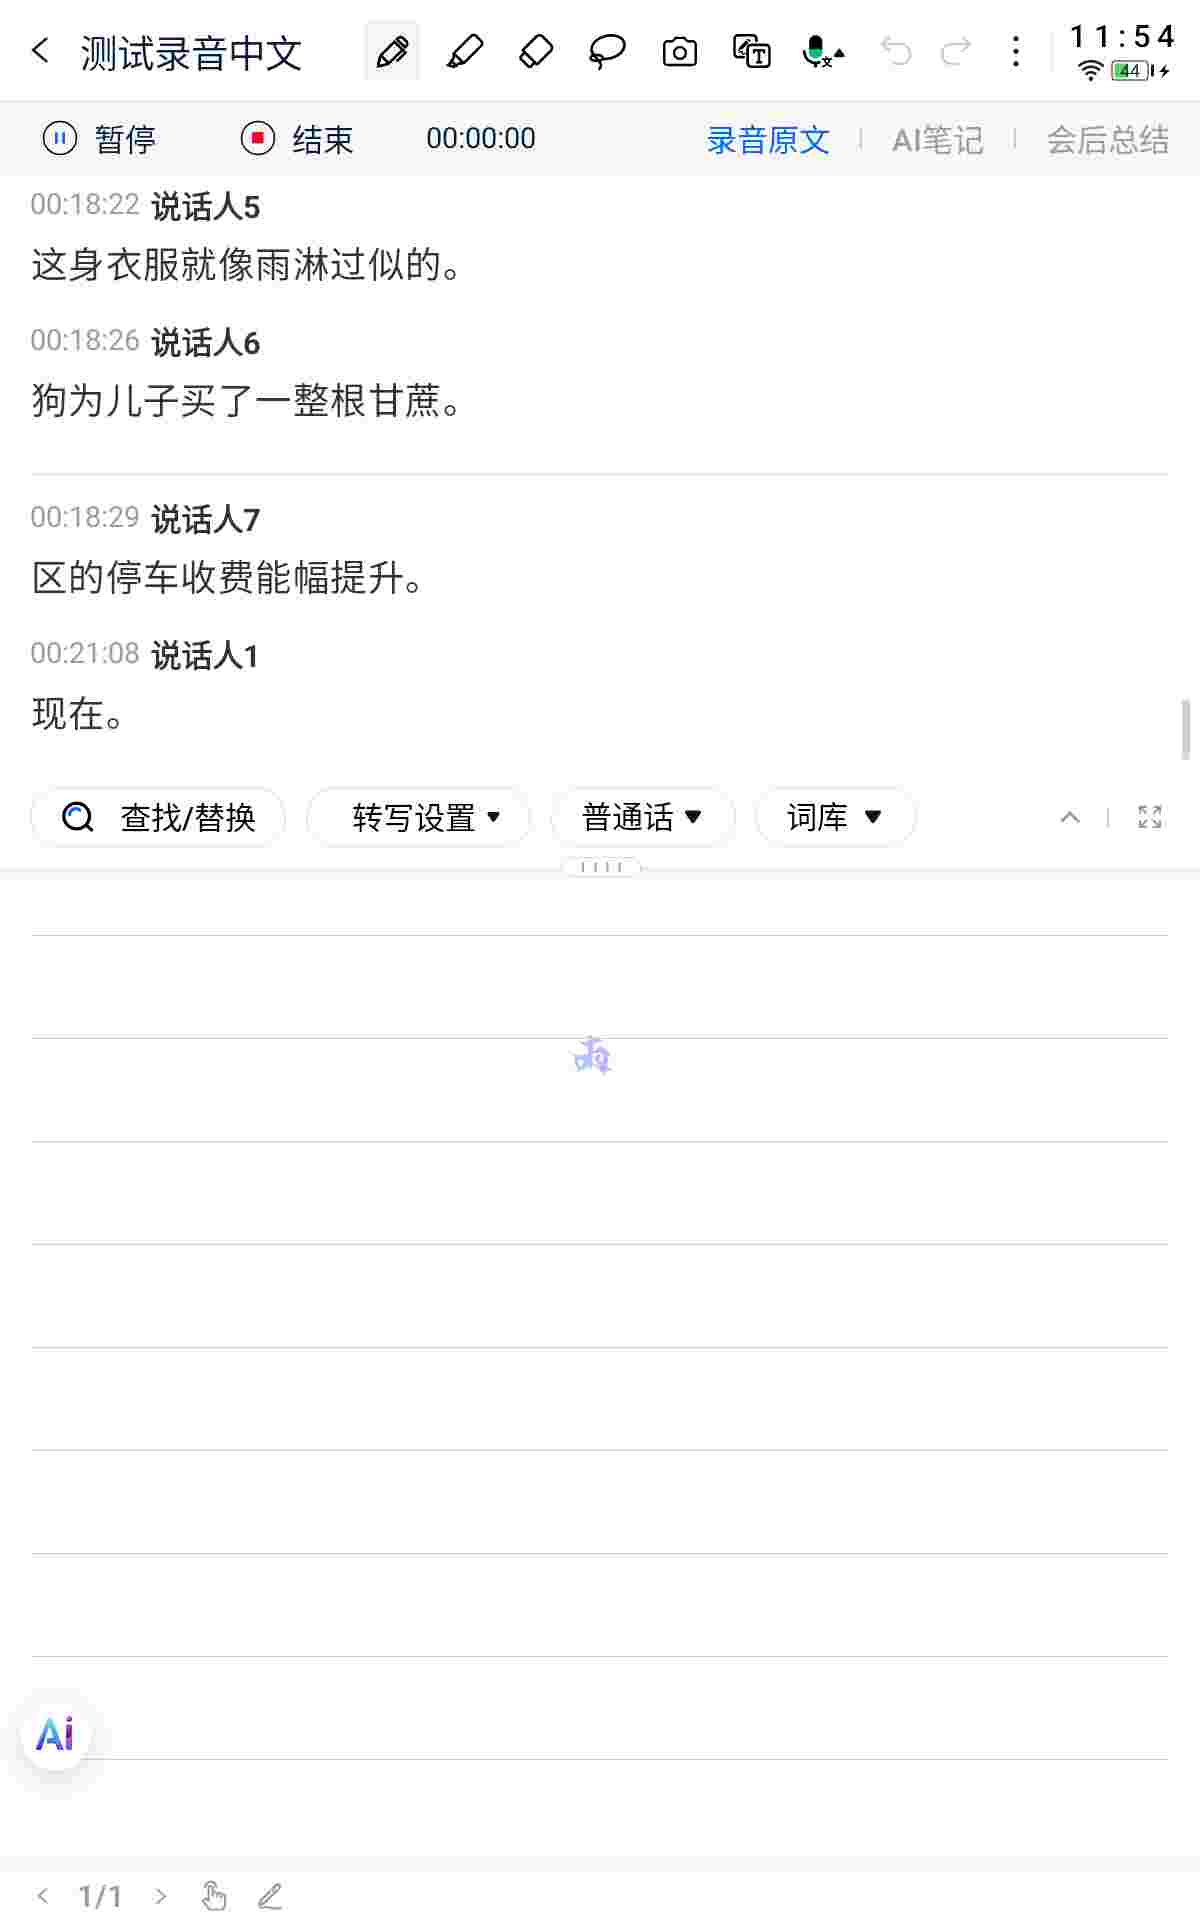 测试录音中文
11:54
44
暂停 结束 00:00:00 录音原文 AI笔记 会后总结
00:18:22 说话人5
这身衣服就像雨淋过似的。
00:18:26 说话人6
狗为儿子买了一整根甘蔗。
00:18:29 说话人7
区的停车收费能幅提升。
00:21:08 说话人1
现在。
查找/替换 转写设置 普通话 词库
Ai
1/1